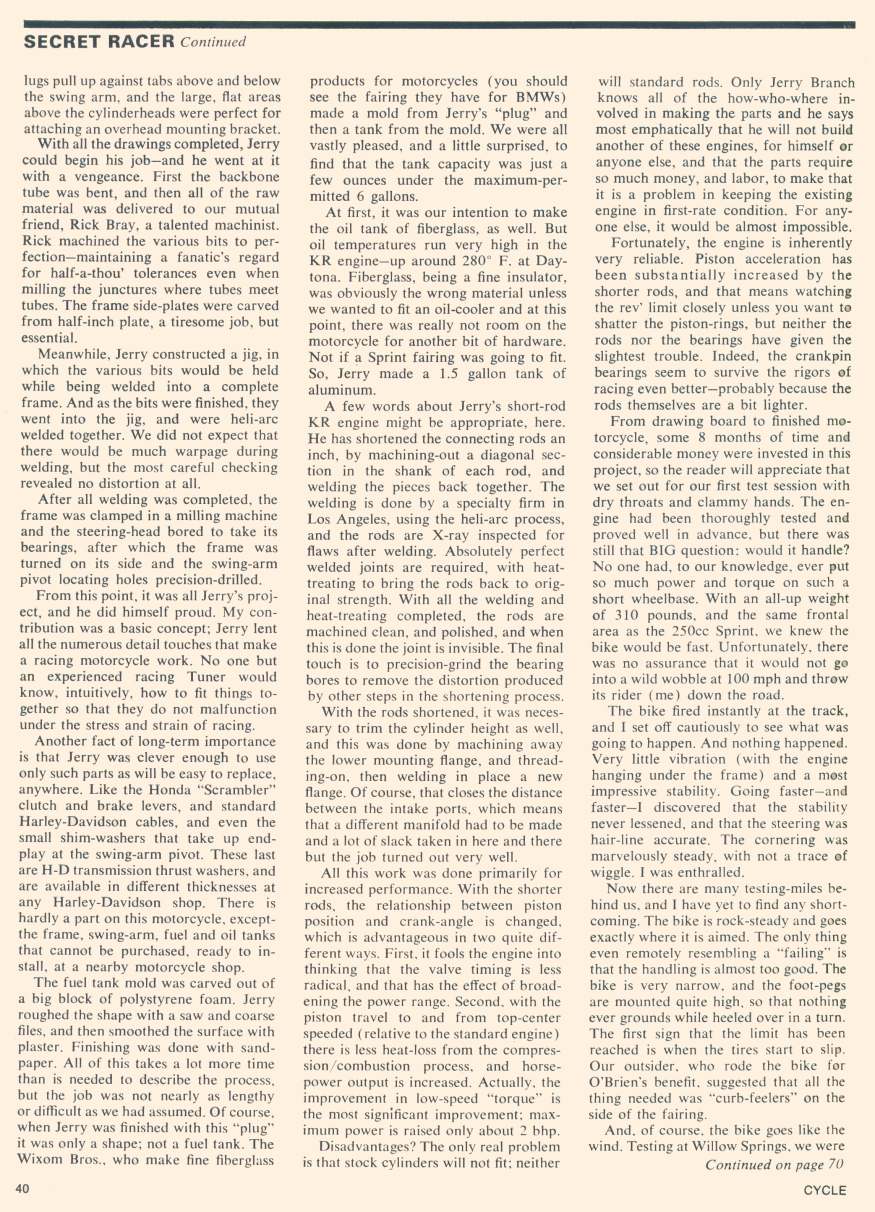 SECRET RACER Continued
lugs pull up against tabs above and below
the swing arm, and the large, flat areas
above the cylinderheads were perfect for
attaching an overhead mounting bracket.
With all the drawings completed, Jerry
could begin his job—and he went at it
with a vengeance. First the backbone
tube was bent, and then all of the raw
material was delivered to our mutual
friend, Rick Bray, a talented machinist.
Rick machined the various bits to per-
fection—maintaining a fanatic's regard
for half-a-thou' tolerances even when
milling the junctures where tubes meet
tubes. The frame side-plates were carved
from half-inch plate, a tiresome job, but
essential.
Meanwhile, Jerry constructed a jig, in
which the various bits would be held
while being welded into a complete
frame. And as the bits were finished, they
went into the jig, and were heli-arc
welded together. We did not expect that
there would be much warpage during
welding, but the most careful checking
revealed no distortion at all.
After all welding was completed, the
frame was clamped in a milling machine
and the steering-head bored to take its
bearings, after which the frame was
turned on its side and the swing-arm
pivot locating holes precision-drilled.
From this point, it was all Jerry's proj-
ect, and he did himself proud. My con-
tribution was a basic concept; Jerry lent
all the numerous detail touches that make
a racing motorcycle work. No one but
an experienced racing Tuner would
know, intuitively, how to fit things to-
gether so that they do not malfunction
under the stress and strain of racing.
Another fact of long-term importance
is that Jerry was clever enough to use
only such parts as will be easy to replace,
anywhere. Like the Honda "Scrambler"
clutch and brake levers, and standard
Harley-Davidson cables, and even the
small shim-washers that take up end-
play at the swing-arm pivot. These last
are H-D transmission thrust washers, and
are available in different thicknesses at
any Harley-Davidson shop. There is
hardly a part on this motorcycle, except-
the frame, swing-arm, fuel and oil tanks
that cannot be purchased, ready to in-
stall, at a nearby motorcycle shop.
The fuel tank mold was carved out of
a big block of polystyrene foam. Jerry
roughed the shape with a saw and coarse
files, and then smoothed the surface with
plaster. Finishing was done with sand-
paper. All of this takes a lot more time
than is needed to describe the process,
but the job was not nearly as lengthy
or difficult as we had assumed. Of course,
when Jerry was finished with this "plug"
it was only a shape; not a fuel tank. The
Wixom Bros., who make fine fiberglass
products for motorcycles (you should
see the fairing they have for BMWs)
made a mold from Jerry's "plug" and
then a tank from the mold. We were all
vastly pleased, and a little surprised, to
find that the tank capacity was just a
few ounces under the maximum-per-
mitted 6 gallons.
At first, it was our intention to make
the oil tank of fiberglass, as well. But
oil temperatures run very high in the
KR engine—up around 280° F. at Day-
tona. Fiberglass, being a fine insulator,
was obviously the wrong material unless
we wanted to fit an oil-cooler and at this
point, there was really not room on the
motorcycle for another bit of hardware.
Not if a Sprint fairing was going to fit.
So, Jerry made a 1.5 gallon tank of
aluminum.
A few words about Jerry's short-rod
KR engine might be appropriate, here.
He has shortened the connecting rods an
inch, by machining-out a diagonal sec-
tion in the shank of each rod, and
welding the pieces back together. The
welding is done by a specialty firm in
Los Angeles, using the heli-arc process,
and the rods are X-ray inspected for
flaws after welding. Absolutely perfect
welded joints are required, with heat-
treating to bring the rods back to orig-
inal strength. With all the welding and
heat-treating completed, the rods are
machined clean, and polished, and when
this is done the joint is invisible. The final
touch is to precision-grind the bearing
bores to remove the distortion produced
by other steps in the shortening process.
With the rods shortened, it was neces-
sary to trim the cylinder height as well,
and this was done by machining away
the lower mounting flange, and thread-
ing-on, then welding in place a new
flange. Of course, that closes the distance
between the intake ports, which means
that a different manifold had to be made
and a lot of slack taken in here and there
but the job turned out very well.
All this work was done primarily for
increased performance. With the shorter
rods, the relationship between piston
position and crank-angle is changed,
which is advantageous in two quite dif-
ferent ways. First, it fools the engine into
thinking that the valve timing is less
radical, and that has the effect of broad-
ening the power range. Second, with the
piston travel to and from top-center
speeded (relative to the standard engine)
there is less heat-loss from the compres-
sion/combustion process, and horse-
power output is increased. Actually, the
improvement in low-speed "torque" is
the most significant improvement; max-
imum power is raised only about 2 bhp.
Disadvantages? The only real problem
is that stock cylinders will not fit; neither
will standard rods. Only Jerry Branch
knows all of the how-who-where in-
volved in making the parts and he says
most emphatically that he will not build
another of these engines, for himself or
anyone else, and that the parts require
so much money, and labor, to make that
it is a problem in keeping the existing
engine in first-rate condition. For any-
one else, it would be almost impossible.
Fortunately, the engine is inherently
very reliable. Piston acceleration has
been substantially increased by the
shorter rods, and that means watching
the rev' limit closely unless you want to
shatter the piston-rings, but neither the
rods nor the bearings have given the
slightest trouble. Indeed, the crankpin
bearings seem to survive the rigors of
racing even better—probably because the
rods themselves are a bit lighter.
From drawing board to finished mo-
torcycle, some 8 months of time and
considerable money were invested in this
project, so the reader will appreciate that
we set out for our first test session with
dry throats and clammy hands. The en-
gine had been thoroughly tested and
proved well in advance, but there was
still that BIG question: would it handle?
No one had, to our knowledge, ever put
so much power and torque on such a
short wheelbase. With an all-up weight
of 310 pounds, and the same frontal
area as the 250cc Sprint, we knew the
bike would be fast. Unfortunately, there
was no assurance that it would not go
into a wild wobble at 100 mph and throw
its rider (me) down the road.
The bike fired instantly at the track,
and I set off cautiously to see what was
going to happen. And nothing happened.
Very little vibration (with the engine
hanging under the frame) and a most
impressive stability. Going faster—and
faster—I discovered that the stability
never lessened, and that the steering was
hair-line accurate. The cornering was
marvelously steady, with not a trace of
wiggle. I was enthralled.
Now there are many testing-miles be-
hind us, and I have yet to find any short-
coming. The bike is rock-steady and goes
exactly where it is aimed. The only thing
even remotely resembling a "failing" is
that the handling is almost too good. The
bike is very narrow, and the foot-pegs
are mounted quite high, so that nothing
ever grounds while heeled over in a turn.
The first sign that the limit has been
reached is when the tires start to slip.
Our outsider, who rode the bike for
O'Brien's benefit, suggested that all the
thing needed was "curb-feelers" on the
side of the fairing.
And, of course, the bike goes like the
wind. Testing at Willow Springs, we were
Continued on page 70
40
CYCLE